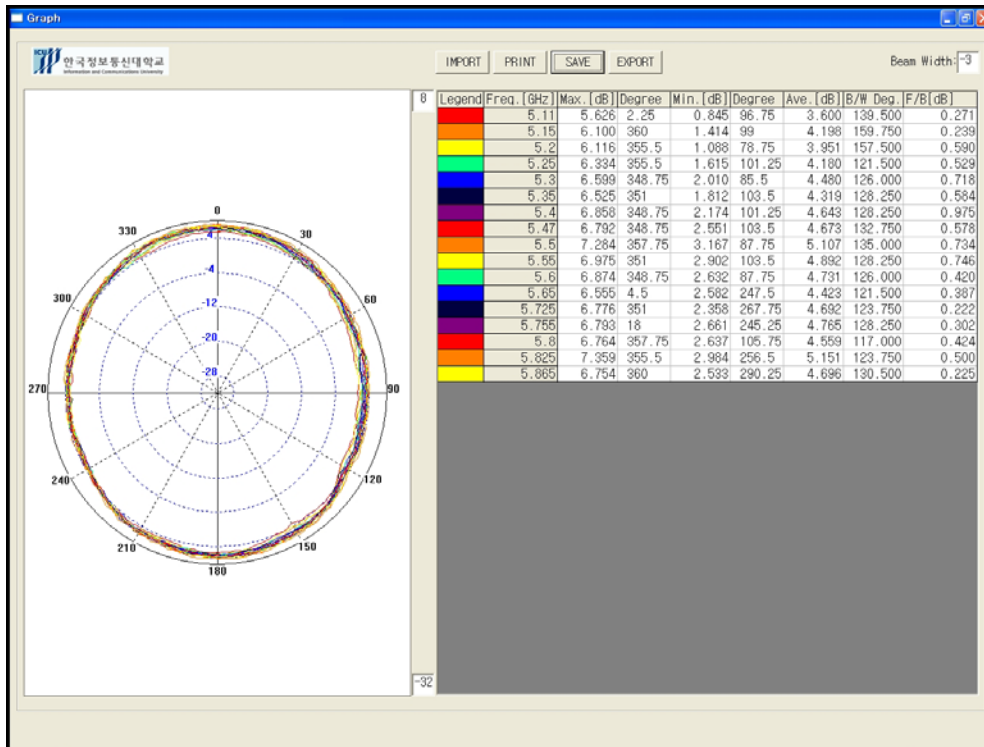 Graph
ICU 한국정보통신대학교
Information and Communications University
IMPORT PRINT SAVE EXPORT
Beam Width: -3
8
-32
0
30
60
90
120
150
180
210
240
270
300
330
4
-4
-12
-20
-28
Legend Freq.[GHz] Max.[dB] Degree Min.[dB] Degree Ave.[dB] B/W Deg. F/B[dB]
5.11 5.626 2.25 0.845 96.75 3.600 139.500 0.271
5.15 6.100 360 1.414 99 4.198 159.750 0.239
5.2 6.116 355.5 1.088 78.75 3.951 157.500 0.590
5.25 6.334 355.5 1.615 101.25 4.180 121.500 0.529
5.3 6.599 348.75 2.010 85.5 4.480 126.000 0.718
5.35 6.525 351 1.812 103.5 4.319 128.250 0.584
5.4 6.858 348.75 2.174 101.25 4.643 128.250 0.975
5.47 6.792 348.75 2.551 103.5 4.673 132.750 0.578
5.5 7.284 357.75 3.167 87.75 5.107 135.000 0.734
5.55 6.975 351 2.902 103.5 4.892 128.250 0.746
5.6 6.874 348.75 2.632 87.75 4.731 126.000 0.420
5.65 6.555 4.5 2.582 247.5 4.423 121.500 0.387
5.725 6.776 351 2.358 267.75 4.692 123.750 0.222
5.755 6.793 18 2.661 245.25 4.765 128.250 0.302
5.8 6.764 357.75 2.637 105.75 4.559 117.000 0.424
5.825 7.359 355.5 2.984 256.5 5.151 123.750 0.500
5.865 6.754 360 2.533 290.25 4.696 130.500 0.225